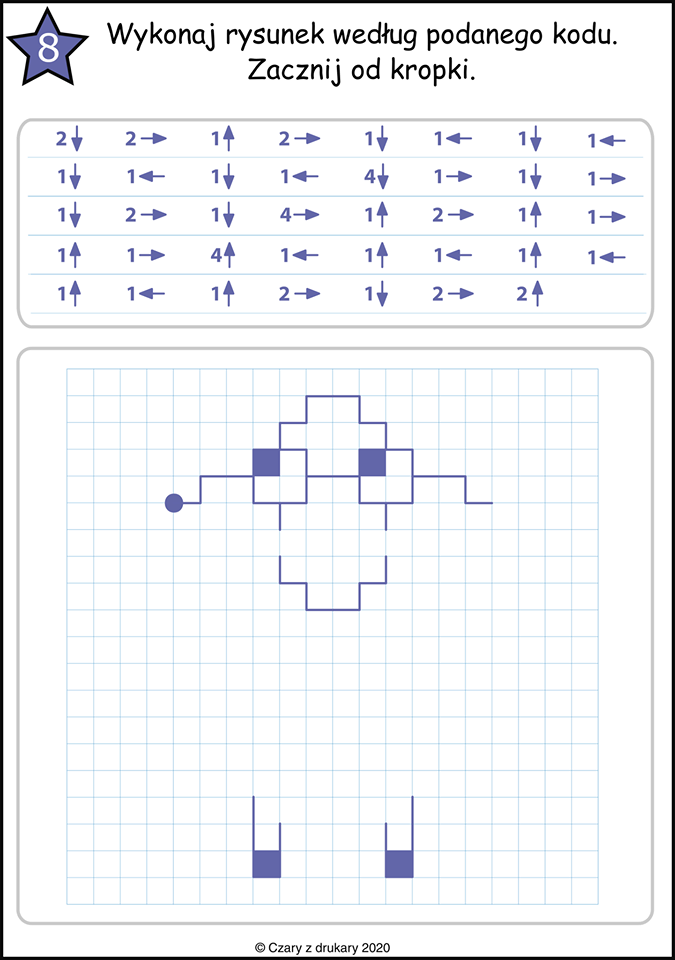 8
Wykonaj rysunek według podanego kodu.
Zacznij od kropki.
2↓ 2→ 1↑ 2→ 1↓ 1← 1↓ 1←
1↓ 1← 1↓ 1← 4↓ 1→ 1↓ 1→
1↓ 2→ 1↓ 4→ 1↑ 2→ 1↑ 1→
1↑ 1→ 4↑ 1← 1↑ 1← 1↑ 1←
1↑ 1← 1↑ 2→ 1↓ 2→ 2↑
© Czary z drukary 2020